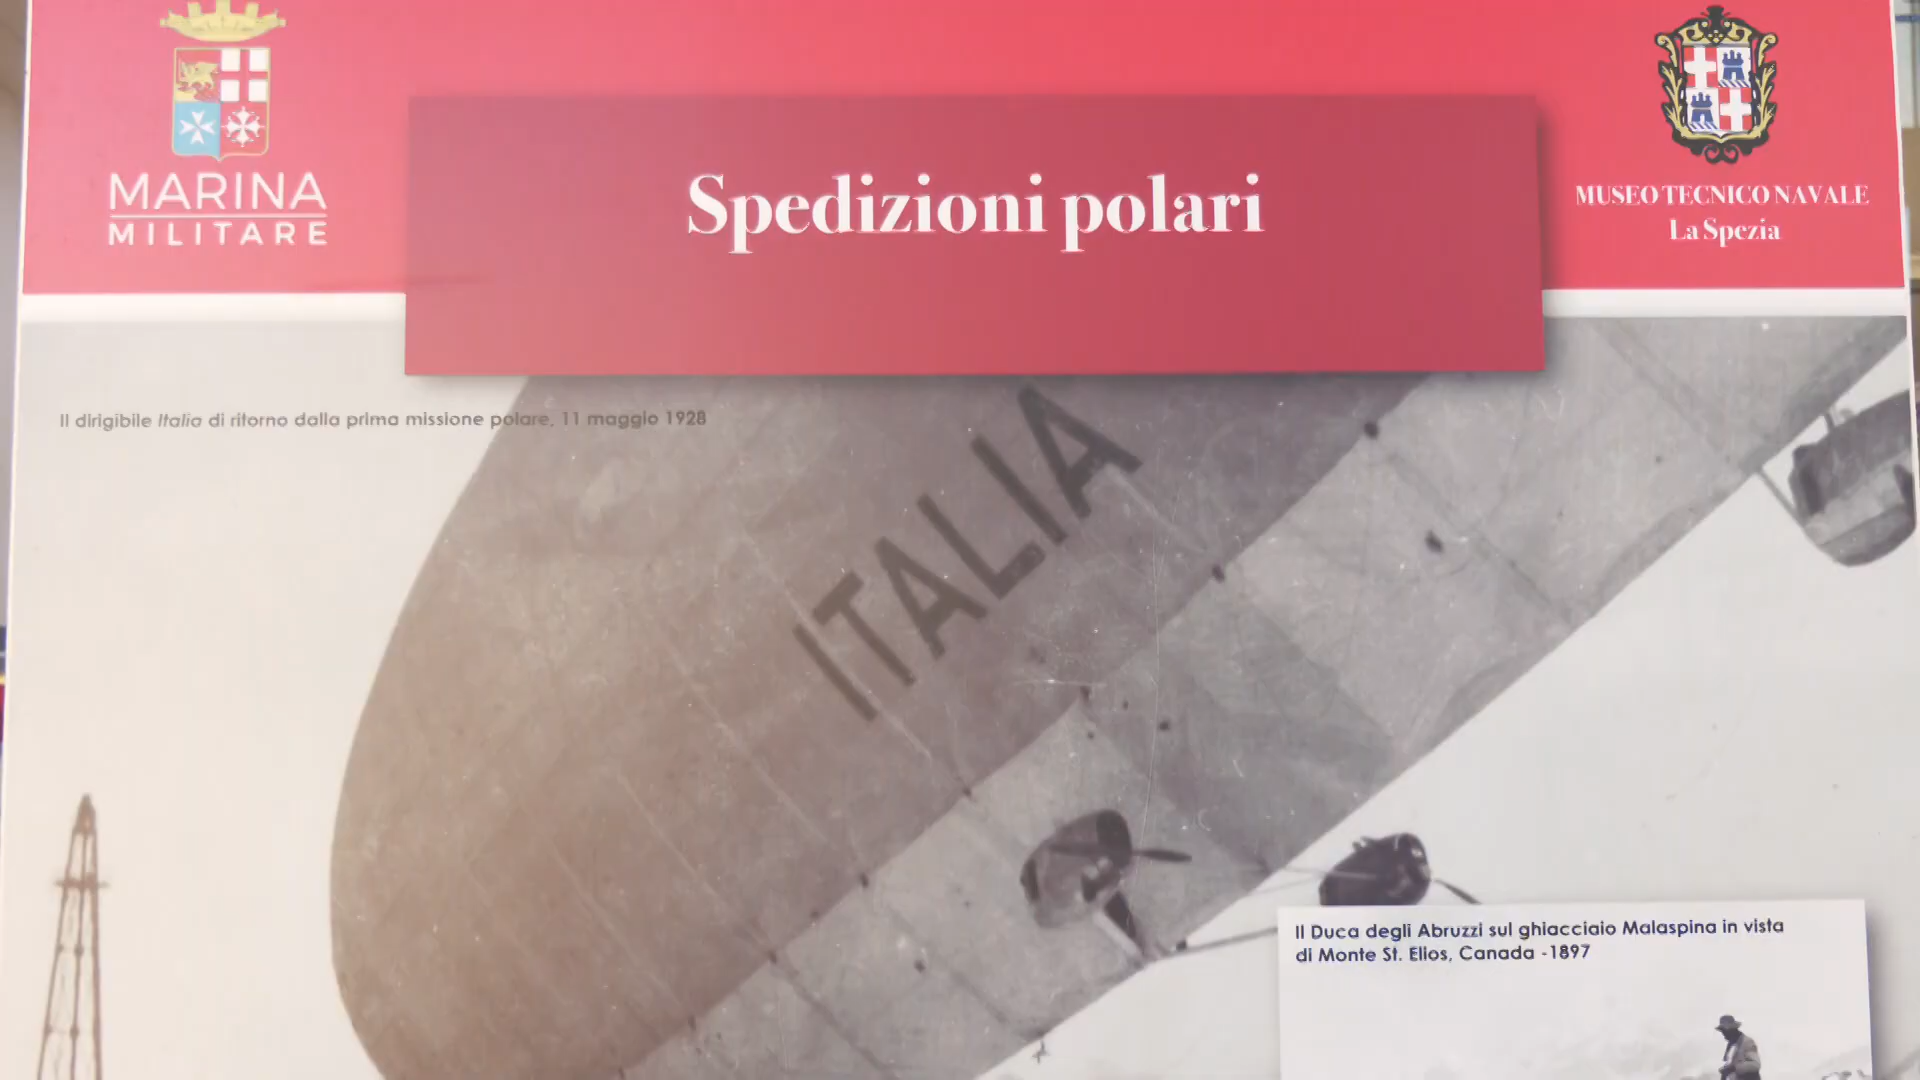 MARINA
MILITARE
Spedizioni polari
MUSEO TECNICO NAVALE
La Spezia
Il dirigibile Italia di ritorno dalla prima missione polare, 11 maggio 1928
ITALIA
Il Duca degli Abruzzi sul ghiacciaio Malaspina in vista
di Monte St. Elios, Canada -1897